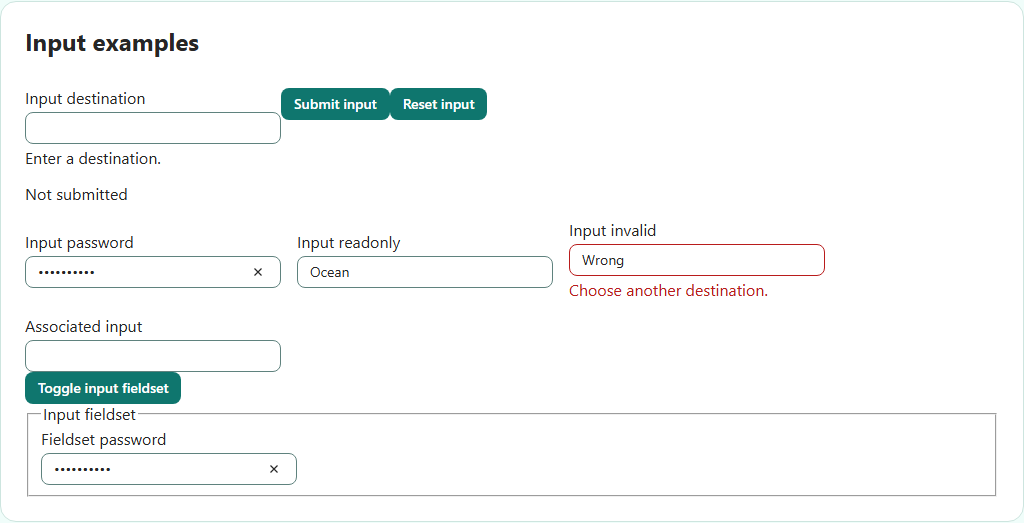 Input examples
Input destination
Submit input
Reset input
Enter a destination.
Not submitted
Input password
••••••••••
✕
Input readonly
Ocean
Input invalid
Wrong
Choose another destination.
Associated input
Toggle input fieldset
Input fieldset
Fieldset password
••••••••••
✕